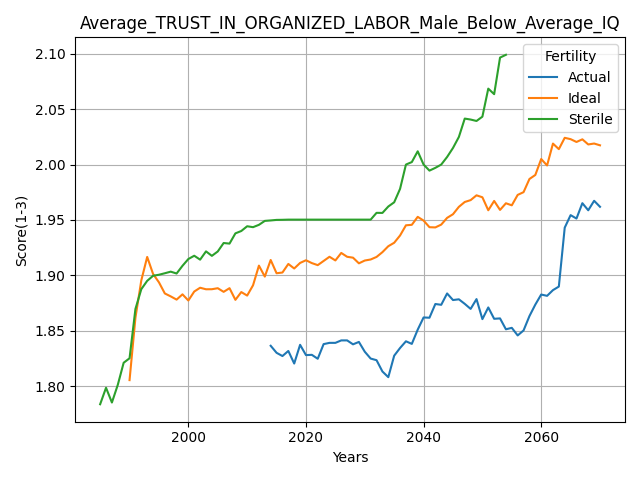 Average_TRUST_IN_ORGANIZED_LABOR_Male_Below_Average_IQ
Fertility
Actual
Ideal
Sterile
Score(1-3)
2.10
2.05
2.00
1.95
1.90
1.85
1.80
2000
2020
2040
2060
Years